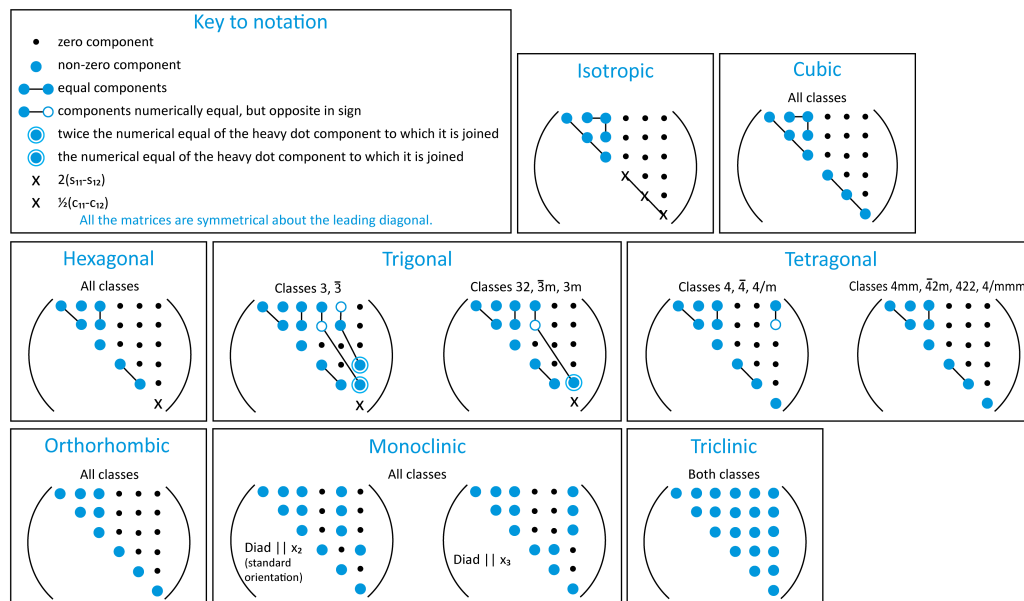 Key to notation
zero component
non-zero component
equal components
components numerically equal, but opposite in sign
twice the numerical equal of the heavy dot component to which it is joined
the numerical equal of the heavy dot component to which it is joined
x 2(s₁₁-s₁₂)
x ½(c₁₁-c₁₂)
All the matrices are symmetrical about the leading diagonal.
Isotropic
x
x
x
Cubic
All classes
Hexagonal
All classes
x
Trigonal
Classes 3, 3̅
x
Classes 32, 3̅m, 3m
x
Tetragonal
Classes 4, 4̅, 4/m
Classes 4mm, 4̅2m, 422, 4/mmm
Orthorhombic
All classes
Monoclinic
All classes
Diad || x₂
(standard
orientation)
Diad || x₃
Triclinic
Both classes